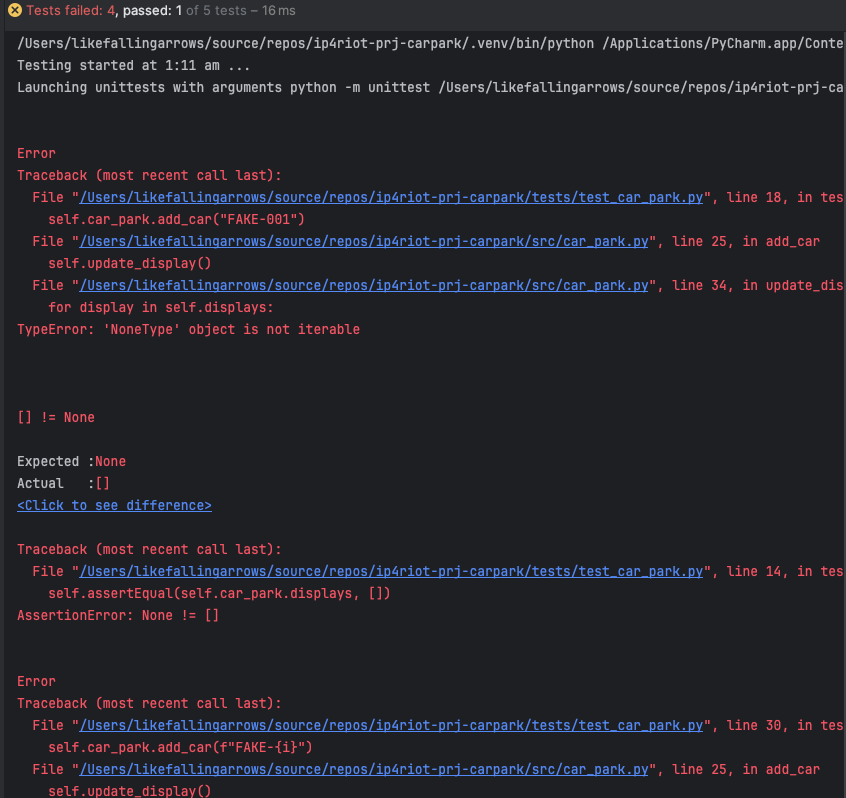 Tests failed: 4, passed: 1 of 5 tests – 16 ms
/Users/likefallingarrows/source/repos/ip4riot-prj-carpark/.venv/bin/python /Applications/PyCharm.app/Conte
Testing started at 1:11 am ...
Launching unittests with arguments python -m unittest /Users/likefallingarrows/source/repos/ip4riot-prj-ca
Error
Traceback (most recent call last):
File "/Users/likefallingarrows/source/repos/ip4riot-prj-carpark/tests/test_car_park.py", line 18, in tes
self.car_park.add_car("FAKE-001")
File "/Users/likefallingarrows/source/repos/ip4riot-prj-carpark/src/car_park.py", line 25, in add_car
self.update_display()
File "/Users/likefallingarrows/source/repos/ip4riot-prj-carpark/src/car_park.py", line 34, in update_dis
for display in self.displays:
TypeError: 'NoneType' object is not iterable
[] != None
Expected :None
Actual   :[]
<Click to see difference>
Traceback (most recent call last):
File "/Users/likefallingarrows/source/repos/ip4riot-prj-carpark/tests/test_car_park.py", line 14, in tes
self.assertEqual(self.car_park.displays, [])
AssertionError: None != []
Error
Traceback (most recent call last):
File "/Users/likefallingarrows/source/repos/ip4riot-prj-carpark/tests/test_car_park.py", line 30, in tes
self.car_park.add_car(f"FAKE-{i}")
File "/Users/likefallingarrows/source/repos/ip4riot-prj-carpark/src/car_park.py", line 25, in add_car
self.update_display()